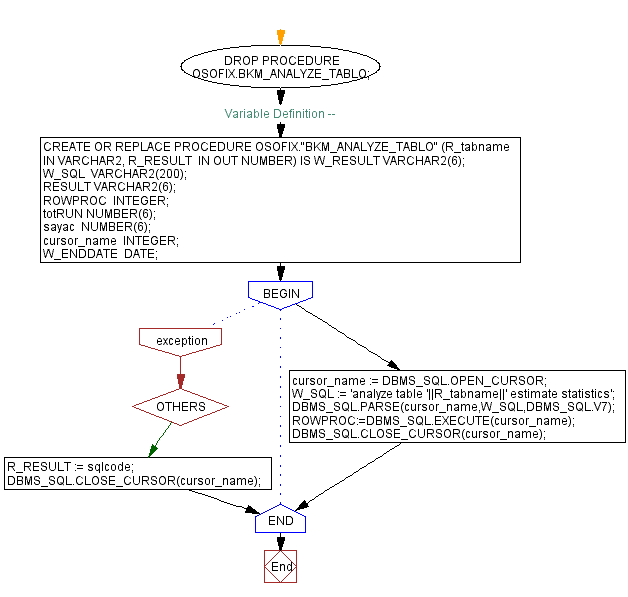 DROP PROCEDURE
OSOFIX.BKM_ANALYZE_TABLO;
Variable Definition --
CREATE OR REPLACE PROCEDURE OSOFIX."BKM_ANALYZE_TABLO" (R_tabname
IN VARCHAR2, R_RESULT  IN OUT NUMBER) IS W_RESULT VARCHAR2(6);
W_SQL  VARCHAR2(200);
RESULT VARCHAR2(6);
ROWPROC  INTEGER;
totRUN NUMBER(6);
sayac  NUMBER(6);
cursor_name  INTEGER;
W_ENDDATE  DATE;
BEGIN
exception
OTHERS
R_RESULT := sqlcode;
DBMS_SQL.CLOSE_CURSOR(cursor_name);
cursor_name := DBMS_SQL.OPEN_CURSOR;
W_SQL := 'analyze table '||R_tabname||' estimate statistics';
DBMS_SQL.PARSE(cursor_name,W_SQL,DBMS_SQL.V7);
ROWPROC:=DBMS_SQL.EXECUTE(cursor_name);
DBMS_SQL.CLOSE_CURSOR(cursor_name);
END
End